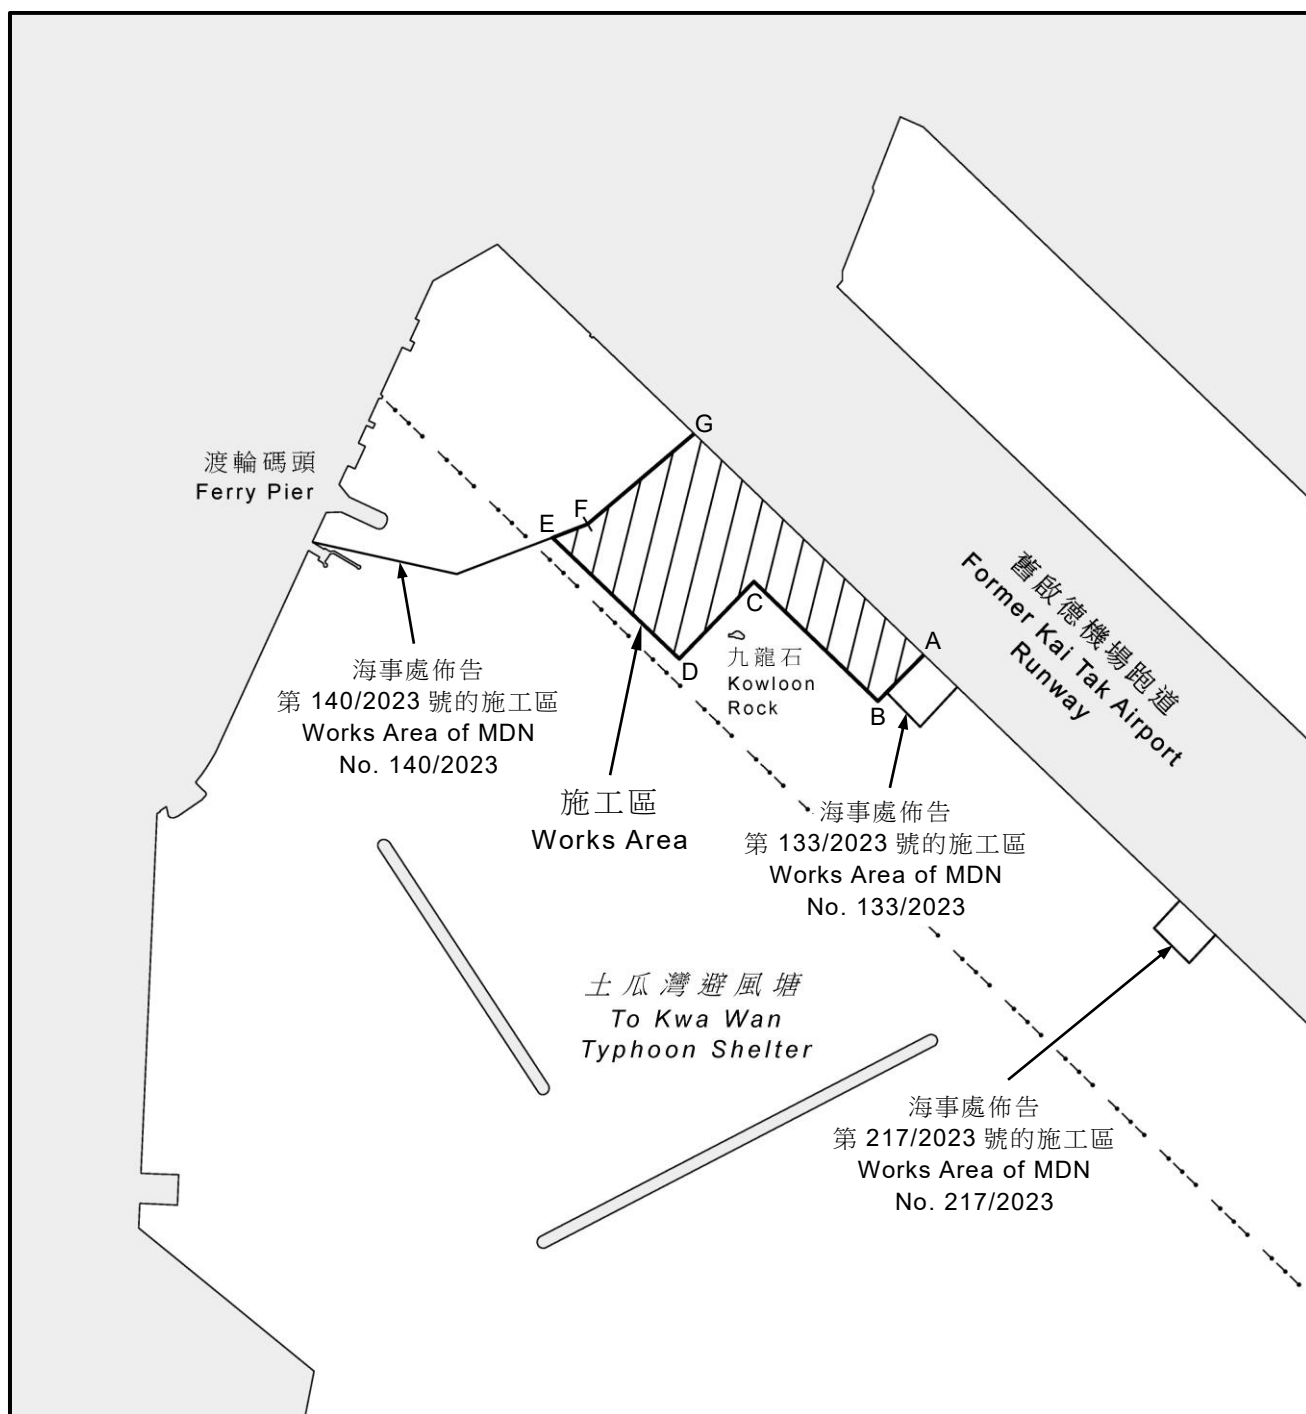 G
渡輪碼頭
Ferry Pier
F
E
舊啟德機場跑道
Former Kai Tak Airport
Runway
C
A
九龍石
Kowloon
Rock
D
B
海事處佈告
第 140/2023 號的施工區
Works Area of MDN
No. 140/2023
施工區
Works Area
海事處佈告
第 133/2023 號的施工區
Works Area of MDN
No. 133/2023
土瓜灣避風塘
To Kwa Wan
Typhoon Shelter
海事處佈告
第 217/2023 號的施工區
Works Area of MDN
No. 217/2023